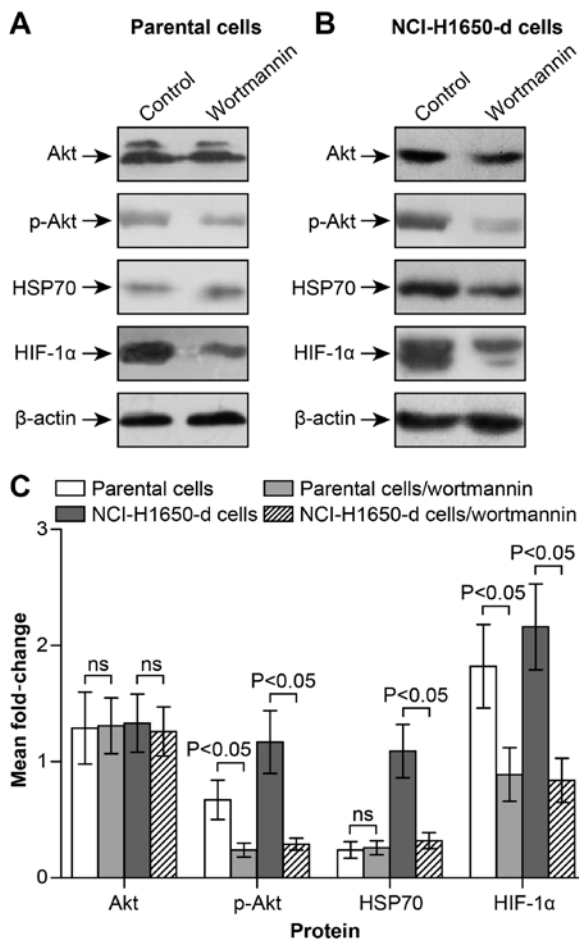 A Parental cells
B NCI-H1650-d cells
Control Wortmannin
Control Wortmannin
Akt
Akt
p-Akt
p-Akt
HSP70
HSP70
HIF-1α
HIF-1α
β-actin
β-actin
C
Parental cells
Parental cells/wortmannin
NCI-H1650-d cells
NCI-H1650-d cells/wortmannin
Mean fold-change
3
2
1
0
ns
ns
P<0.05
P<0.05
ns
P<0.05
P<0.05
P<0.05
Akt
p-Akt
HSP70
HIF-1α
Protein